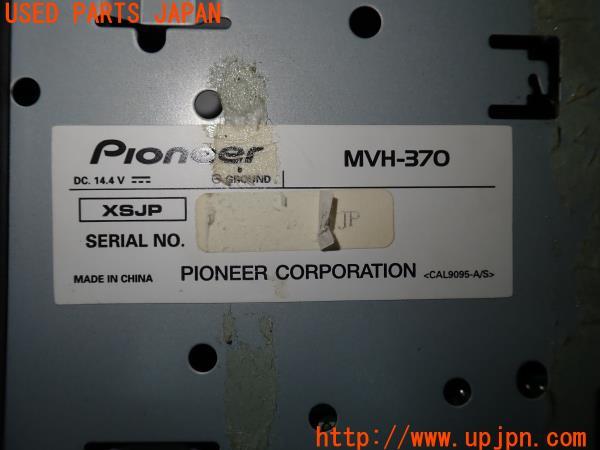 USED PARTS JAPAN
Pioneer MVH-370
DC. 14.4 V GROUND
XSJP
SERIAL NO. JP
MADE IN CHINA PIONEER CORPORATION <CAL9095-A/S>
http://www.upjpn.com